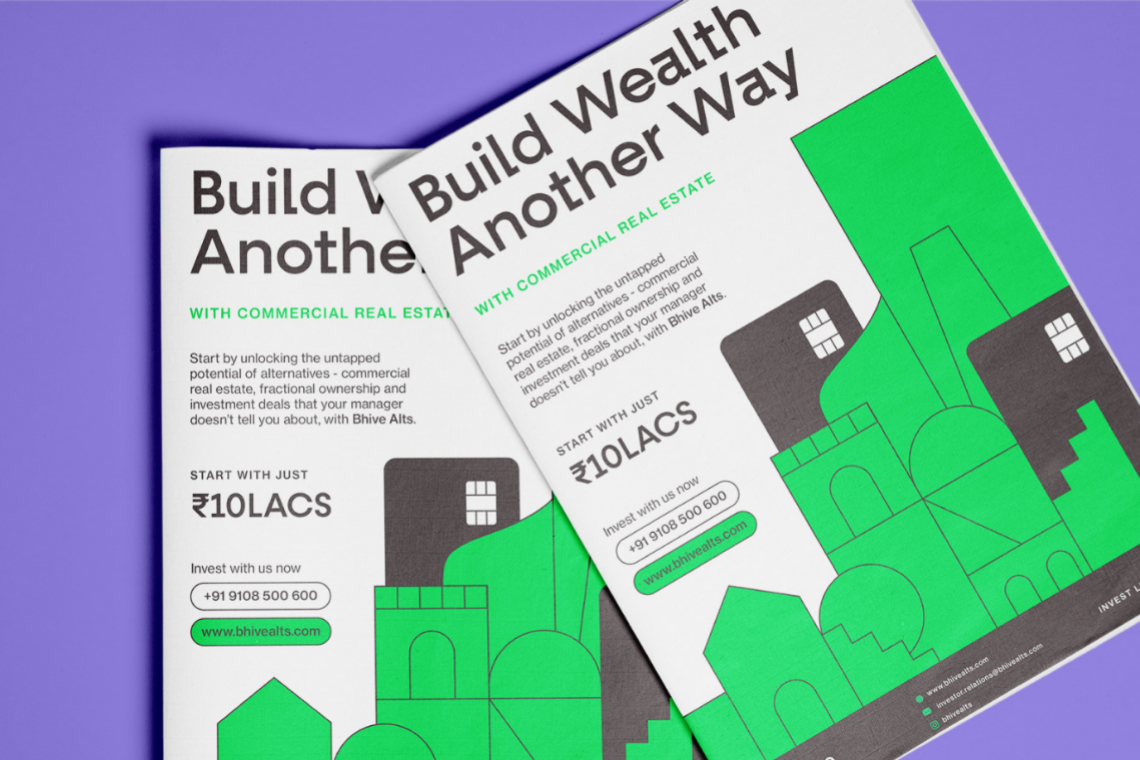 Build W
Another
WITH COMMERCIAL REAL ESTAT
Start by unlocking the untapped
potential of alternatives - commercial
real estate, fractional ownership and
investment deals that your manager
doesn't tell you about, with Bhive Alts.
START WITH JUST
₹10LACS
Invest with us now
+91 9108 500 600
www.bhivealts.com
Build Wealth
Another Way
WITH COMMERCIAL REAL ESTATE
Start by unlocking the untapped
potential of alternatives - commercial
real estate, fractional ownership and
investment deals that your manager
doesn't tell you about, with Bhive Alts.
START WITH JUST
₹10LACS
Invest with us now
+91 9108 500 600
www.bhivealts.com
INVEST L
www.bhivealts.com
investor.relations@bhivealts.com
bhivealts